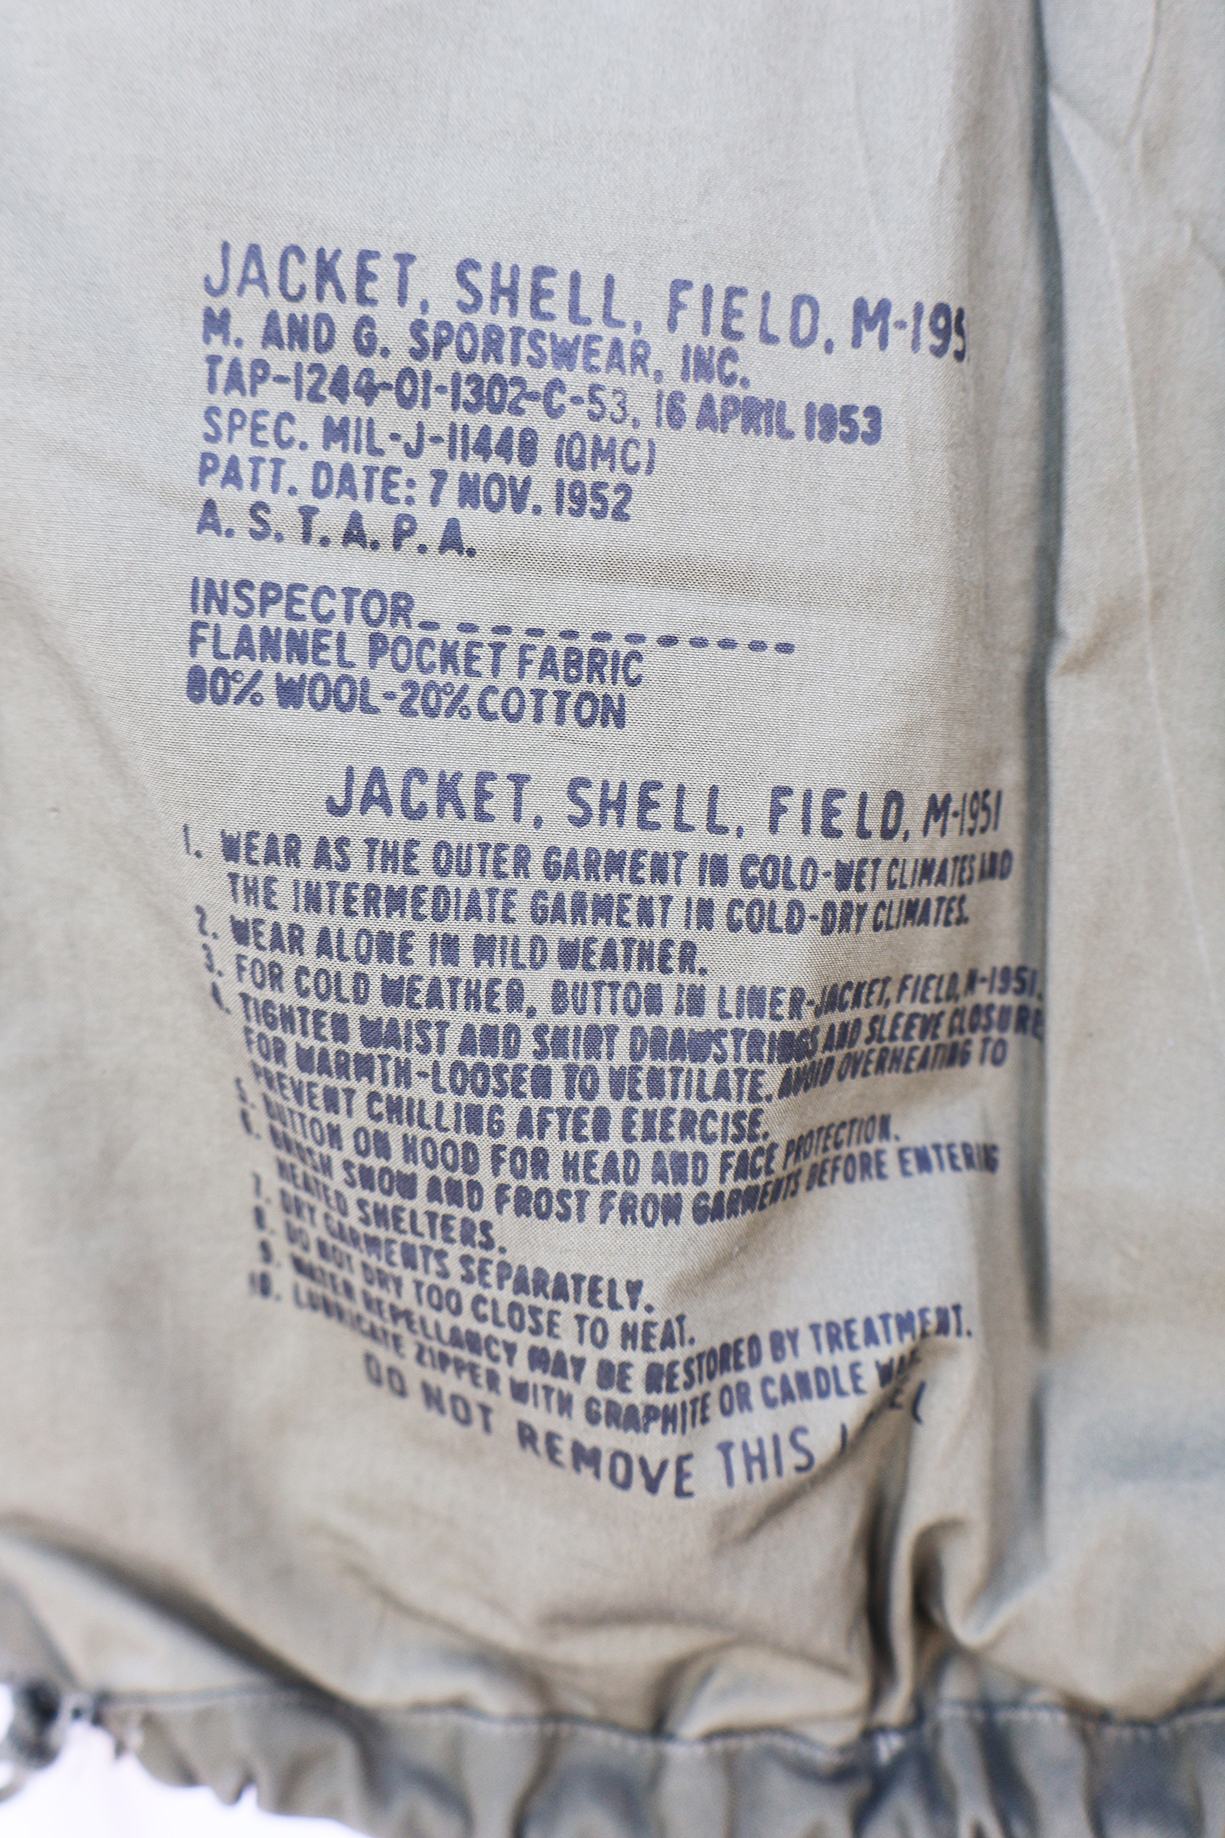 JACKET, SHELL, FIELD, M-195
M. AND G. SPORTSWEAR, INC.
TAP-1244-01-1302-C-53, 16 APRIL 1953
SPEC. MIL-J-11448 (QMC)
PATT. DATE: 7 NOV. 1952
A. S. T. A. P. A.
INSPECTOR_ _ _ _ _ _ _ _ _ _ _ _
FLANNEL POCKET FABRIC
80% WOOL-20% COTTON
JACKET, SHELL, FIELD, M-1951
1. WEAR AS THE OUTER GARMENT IN COLD-WET CLIMATES AND
THE INTERMEDIATE GARMENT IN COLD-DRY CLIMATES.
2. WEAR ALONE IN MILD WEATHER.
3. FOR COLD WEATHER, BUTTON IN LINER-JACKET, FIELD, M-1951.
4. TIGHTEN WAIST AND SKIRT DRAWSTRINGS AND SLEEVE CLOSURE
FOR WARMTH-LOOSEN TO VENTILATE. AVOID OVERHEATING TO
PREVENT CHILLING AFTER EXERCISE.
5. BUTTON ON HOOD FOR HEAD AND FACE PROTECTION.
6. BRUSH SNOW AND FROST FROM GARMENTS BEFORE ENTERING
HEATED SHELTERS.
7. DRY GARMENTS SEPARATELY.
8. DO NOT DRY TOO CLOSE TO HEAT.
9. WATER REPELLANCY MAY BE RESTORED BY TREATMENT.
10. LUBRICATE ZIPPER WITH GRAPHITE OR CANDLE WAX.
DO NOT REMOVE THIS